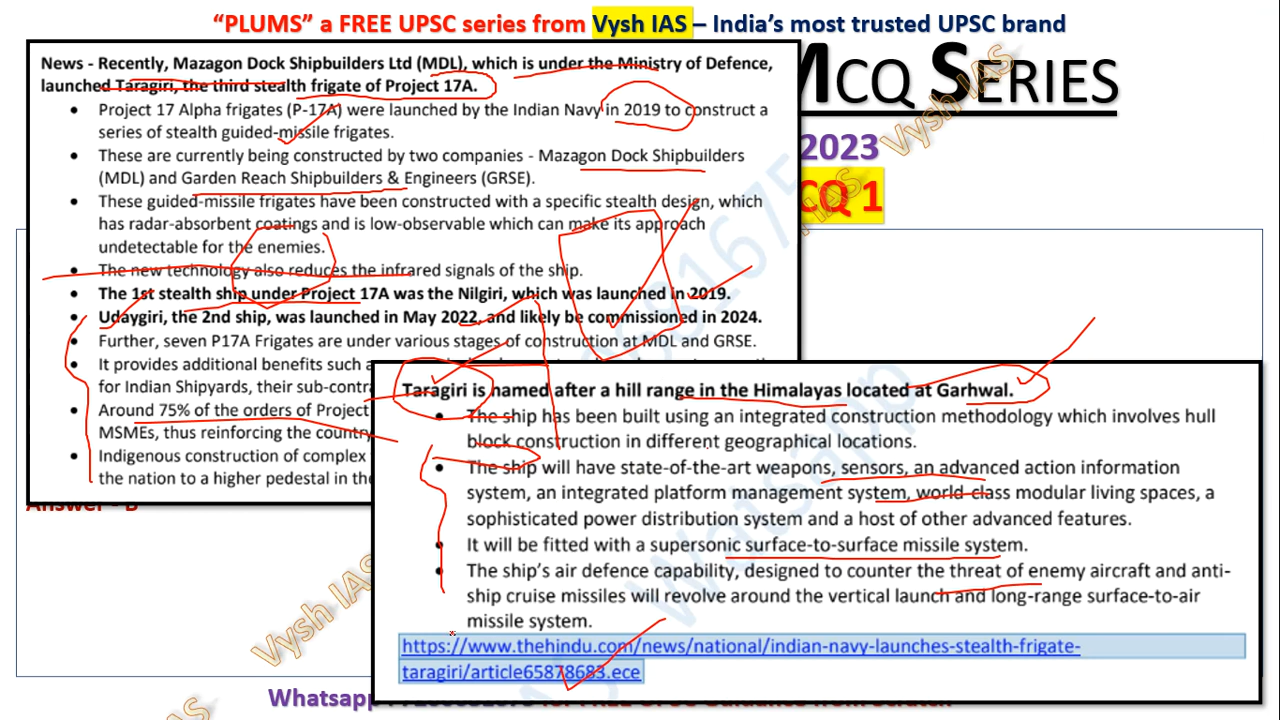 “PLUMS” a FREE UPSC series from Vysh IAS – India’s most trusted UPSC brand
MCQ SERIES
2023
CQ 1
News - Recently, Mazagon Dock Shipbuilders Ltd (MDL), which is under the Ministry of Defence,
launched Taragiri, the third stealth frigate of Project 17A.
• Project 17 Alpha frigates (P-17A) were launched by the Indian Navy in 2019 to construct a
series of stealth guided-missile frigates.
• These are currently being constructed by two companies - Mazagon Dock Shipbuilders
(MDL) and Garden Reach Shipbuilders & Engineers (GRSE).
• These guided-missile frigates have been constructed with a specific stealth design, which
has radar-absorbent coatings and is low-observable which can make its approach
undetectable for the enemies.
• The new technology also reduces the infrared signals of the ship.
• The 1st stealth ship under Project 17A was the Nilgiri, which was launched in 2019.
• Udaygiri, the 2nd ship, was launched in May 2022, and likely be commissioned in 2024.
• Further, seven P17A Frigates are under various stages of construction at MDL and GRSE.
• It provides additional benefits such
for Indian Shipyards, their sub-contra
• Around 75% of the orders of Project
MSMEs, thus reinforcing the country
• Indigenous construction of complex
the nation to a higher pedestal in the
Answer - B
Taragiri is named after a hill range in the Himalayas located at Garhwal.
• The ship has been built using an integrated construction methodology which involves hull
block construction in different geographical locations.
• The ship will have state-of-the-art weapons, sensors, an advanced action information
system, an integrated platform management system, world-class modular living spaces, a
sophisticated power distribution system and a host of other advanced features.
• It will be fitted with a supersonic surface-to-surface missile system.
• The ship’s air defence capability, designed to counter the threat of enemy aircraft and anti-
ship cruise missiles will revolve around the vertical launch and long-range surface-to-air
missile system.
https://www.thehindu.com/news/national/indian-navy-launches-stealth-frigate-
taragiri/article65878683.ece
Whatsapp
Vysh IAS
Vysh IAS
Vysh IAS